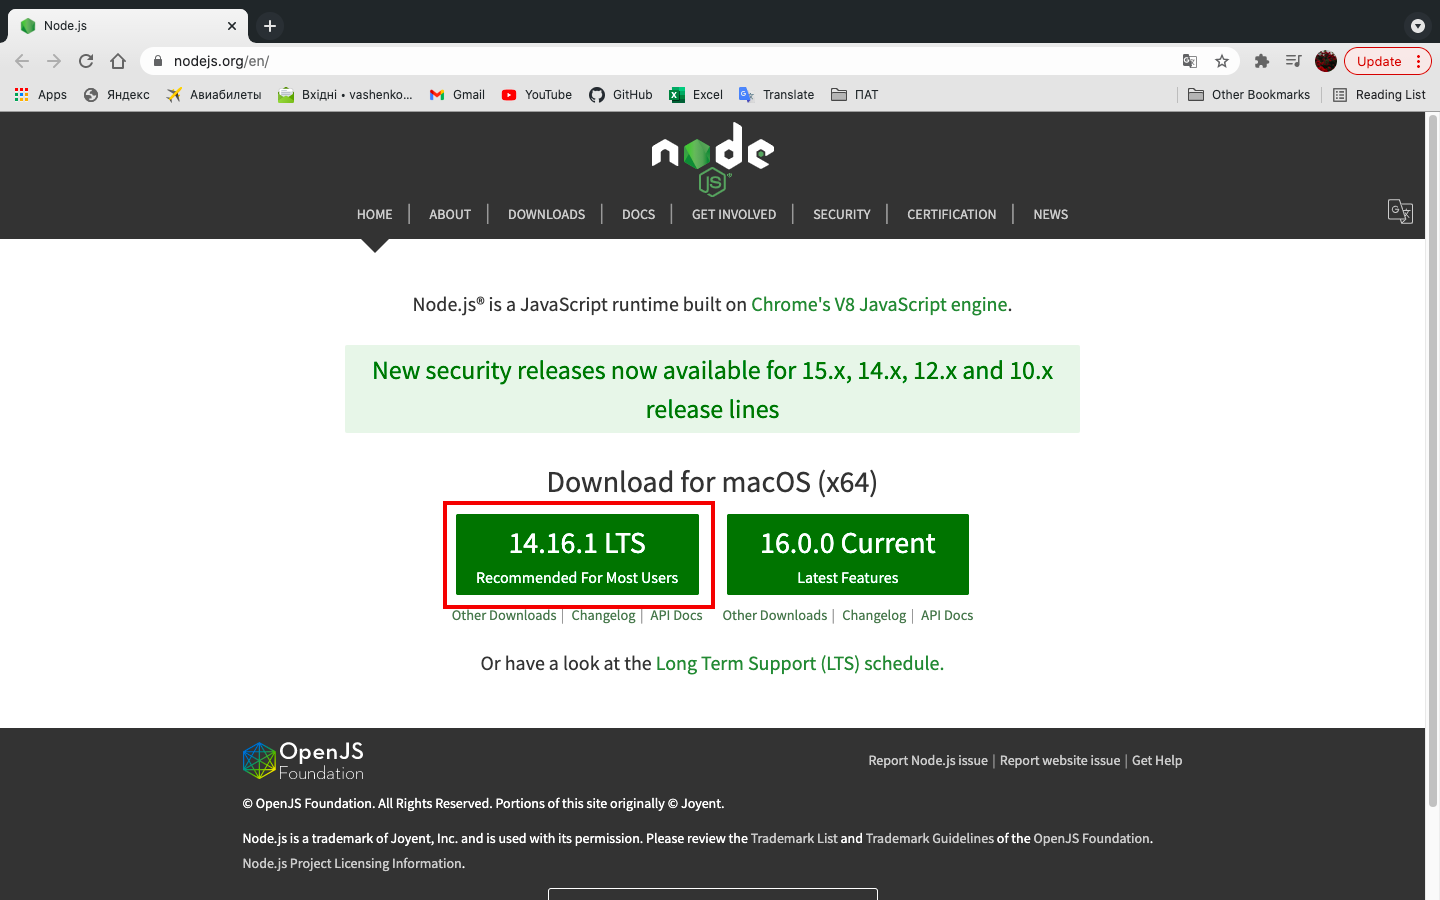 Node.js
nodejs.org/en/
Update
Apps
Яндекс
Авиабилеты
Вхідні • vashenko...
Gmail
YouTube
GitHub
Excel
Translate
ПАТ
Other Bookmarks
Reading List
node
JS
HOME
ABOUT
DOWNLOADS
DOCS
GET INVOLVED
SECURITY
CERTIFICATION
NEWS
Node.js® is a JavaScript runtime built on Chrome's V8 JavaScript engine.
New security releases now available for 15.x, 14.x, 12.x and 10.x
release lines
Download for macOS (x64)
14.16.1 LTS
Recommended For Most Users
16.0.0 Current
Latest Features
Other Downloads | Changelog | API Docs
Other Downloads | Changelog | API Docs
Or have a look at the Long Term Support (LTS) schedule.
OpenJS
Foundation
Report Node.js issue | Report website issue | Get Help
© OpenJS Foundation. All Rights Reserved. Portions of this site originally © Joyent.
Node.js is a trademark of Joyent, Inc. and is used with its permission. Please review the Trademark List and Trademark Guidelines of the OpenJS Foundation.
Node.js Project Licensing Information.